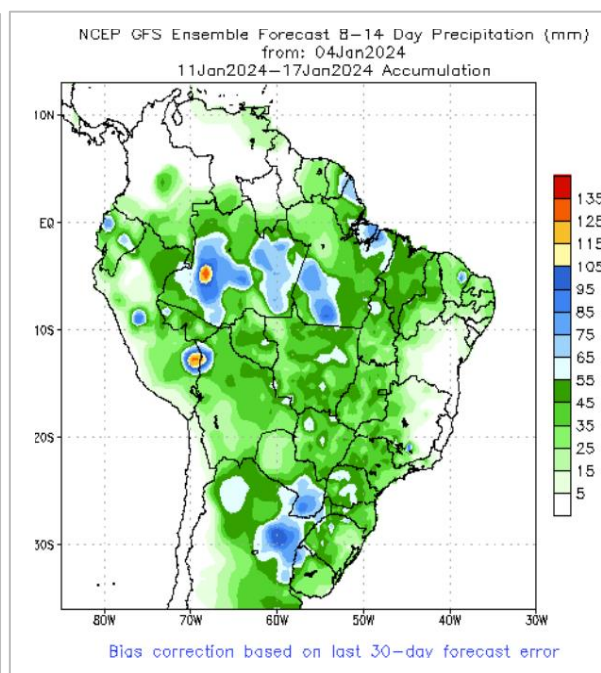 NCEP GFS Ensemble Forecast 8-14 Day Precipitation (mm)
from: 04Jan2024
11Jan2024-17Jan2024 Accumulation
10N
EQ
10S
20S
30S
80W
70W
60W
50W
40W
30W
135
125
115
105
95
85
75
65
55
45
35
25
15
5
Bias correction based on last 30-day forecast error